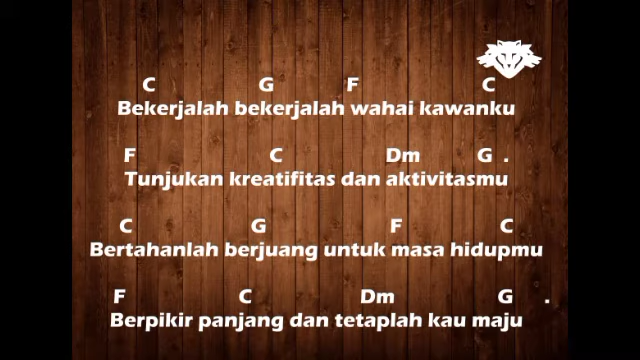 C G F C
Bekerjalah bekerjalah wahai kawanku
F C Dm G .
Tunjukan kreatifitas dan aktivitasmu
C G F C
Bertahanlah berjuang untuk masa hidupmu
F C Dm G .
Berpikir panjang dan tetaplah kau maju